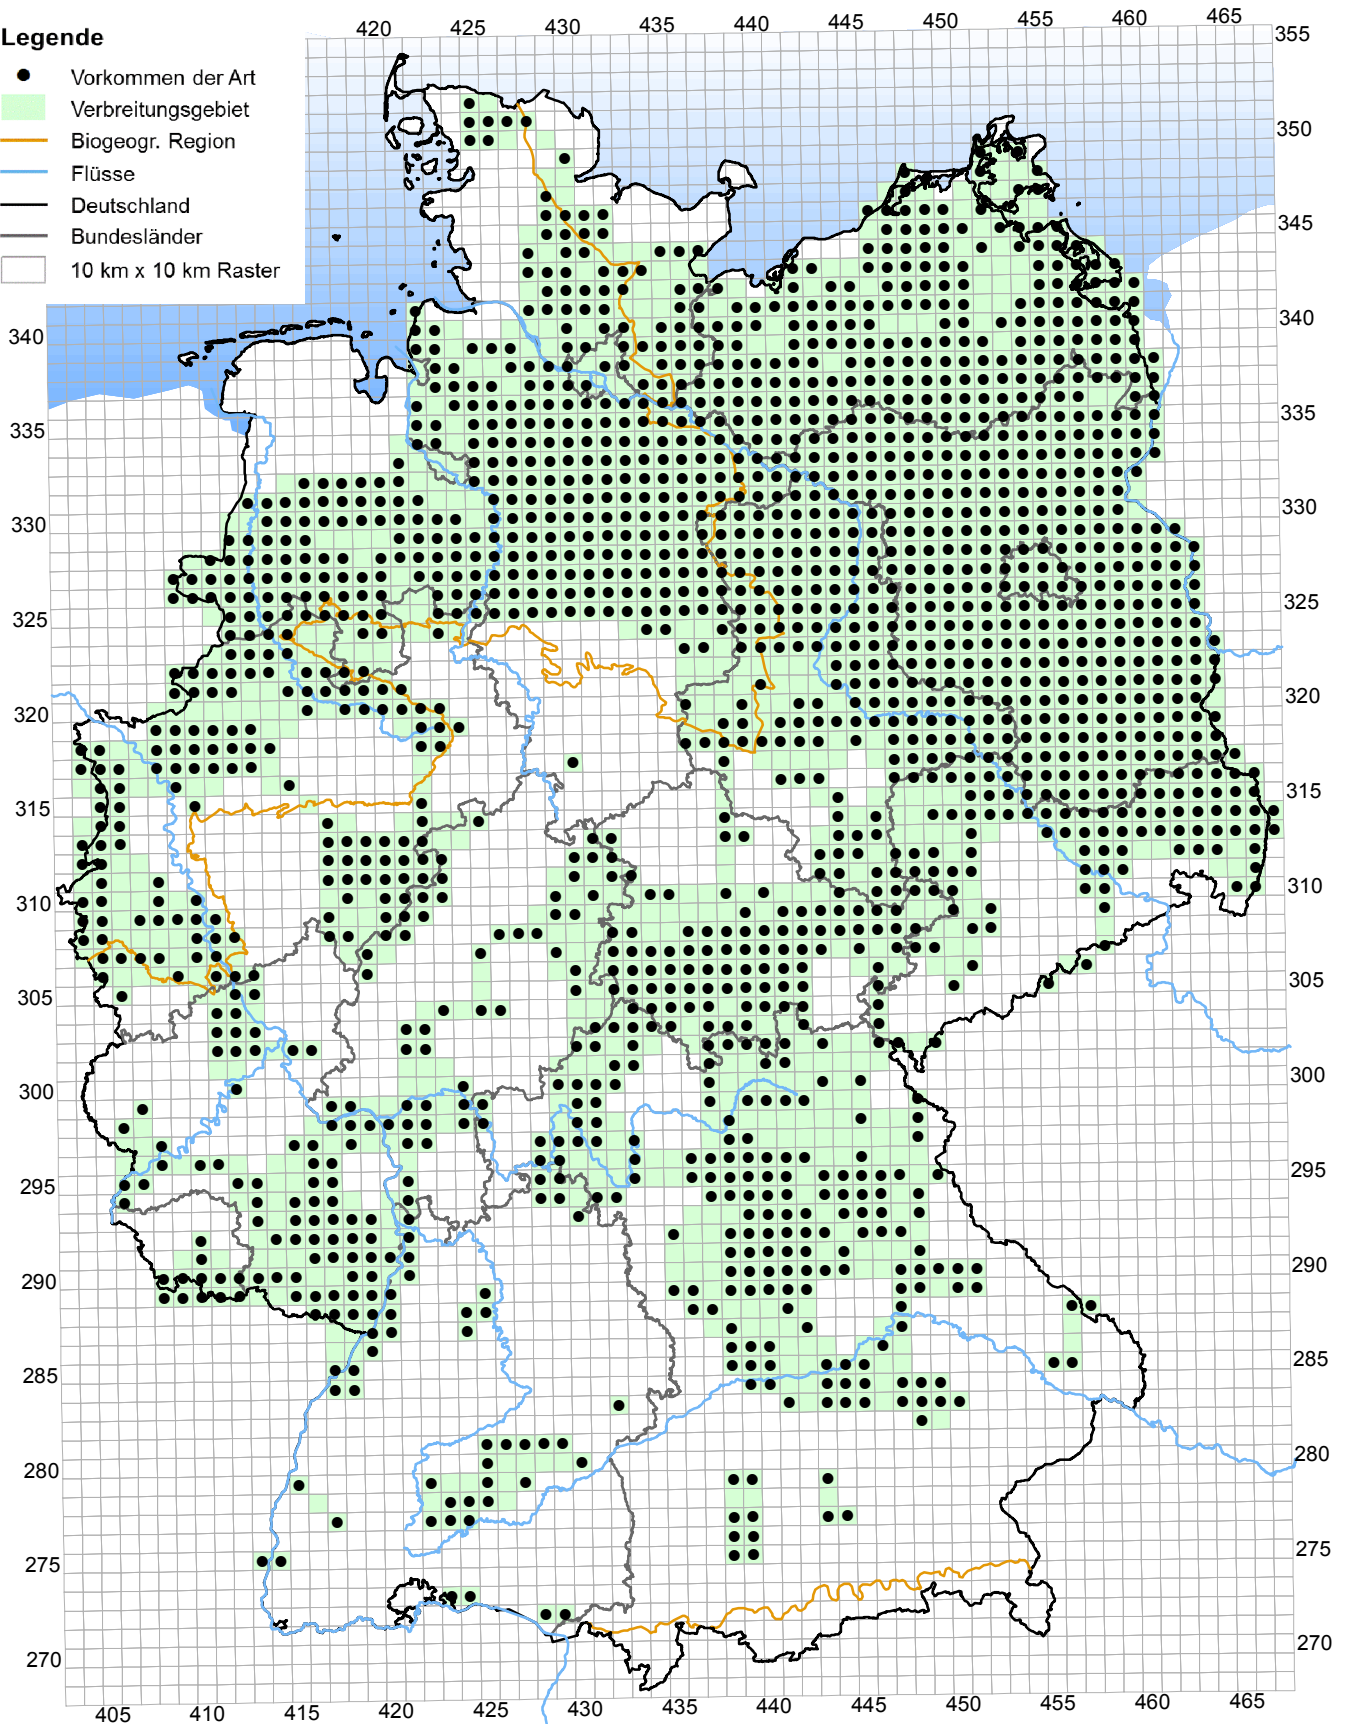 420 425 430 435 440 445 450 455 460 465
355
Legende
Vorkommen der Art
Verbreitungsgebiet
Biogeogr. Region
Flüsse
Deutschland
Bundesländer
10 km x 10 km Raster
350
345
340 340
335 335
330 330
325 325
320 320
315 315
310 310
305 305
300 300
295 295
290 290
285 285
280 280
275 275
270 270
405 410 415 420 425 430 435 440 445 450 455 460 465